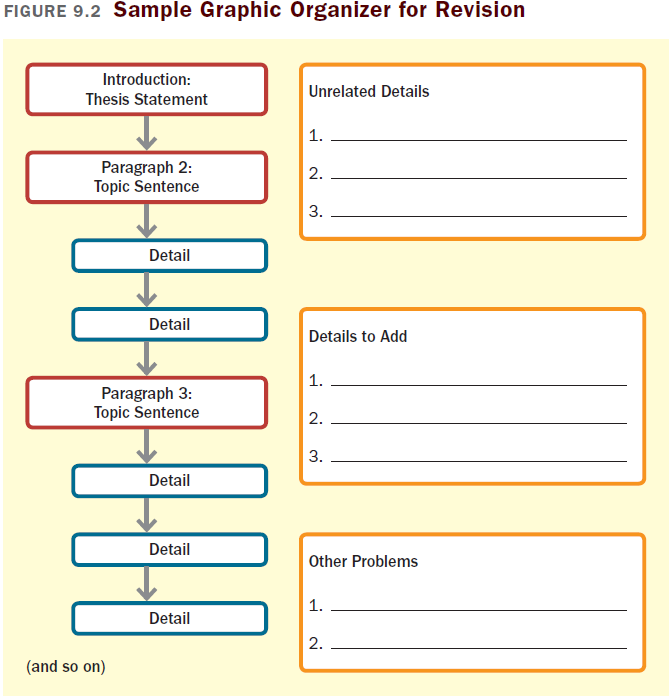 FIGURE 9.2 Sample Graphic Organizer for Revision
Introduction:
Thesis Statement
Paragraph 2:
Topic Sentence
Detail
Detail
Paragraph 3:
Topic Sentence
Detail
Detail
Detail
(and so on)
Unrelated Details
1.
2.
3.
Details to Add
1.
2.
3.
Other Problems
1.
2.